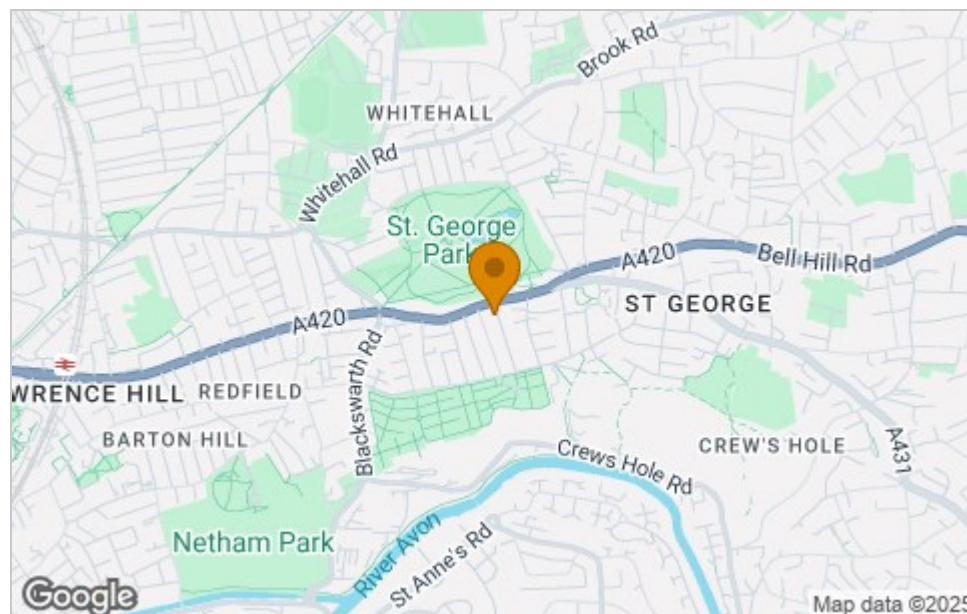 Brook Rd
WHITEHALL
Whitehall Rd
St. George
Park
A420
Bell Hill Rd
A420
ST GEORGE
WRENCE HILL
REDFIELD
Blackswarth Rd
BARTON HILL
CREW'S HOLE
A431
Crews Hole Rd
Netham Park
River Avon
St Anne's Rd
Google
Map data ©2025